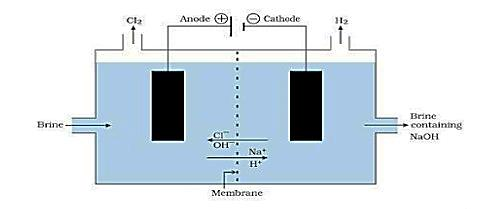 Cl2
Anode ⊕ ⊖ Cathode
H2
Brine
Cl⁻
OH⁻
Na⁺
H⁺
Membrane
Brine
containing
NaOH